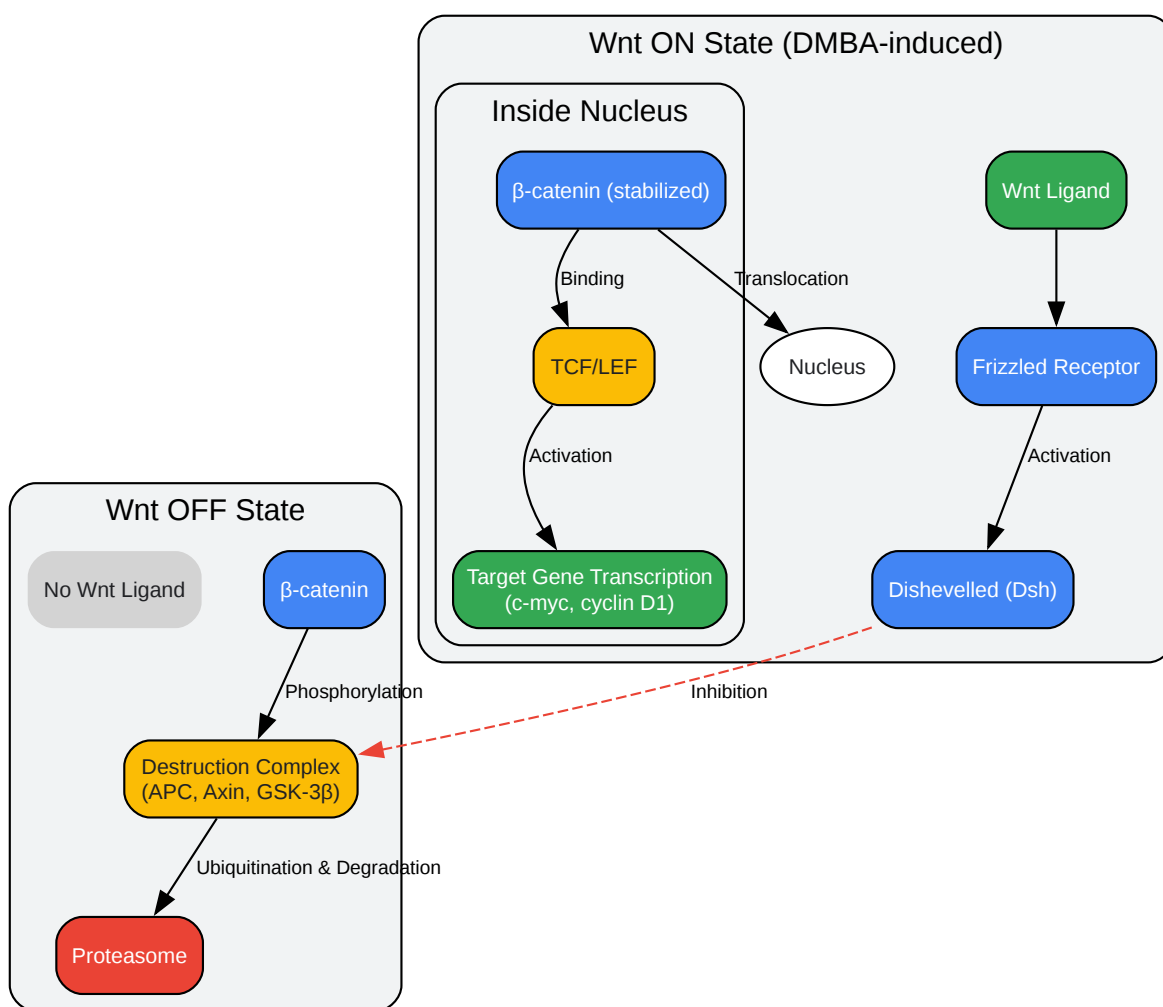 Wnt ON State (DMBA-induced)
Inside Nucleus
β-catenin (stabilized)
Wnt Ligand
Binding
Translocation
TCF/LEF
Nucleus
Frizzled Receptor
Activation
Activation
Target Gene Transcription
(c-myc, cyclin D1)
Dishevelled (Dsh)
Wnt OFF State
No Wnt Ligand
β-catenin
Phosphorylation
Inhibition
Destruction Complex
(APC, Axin, GSK-3β)
Ubiquitination & Degradation
Proteasome